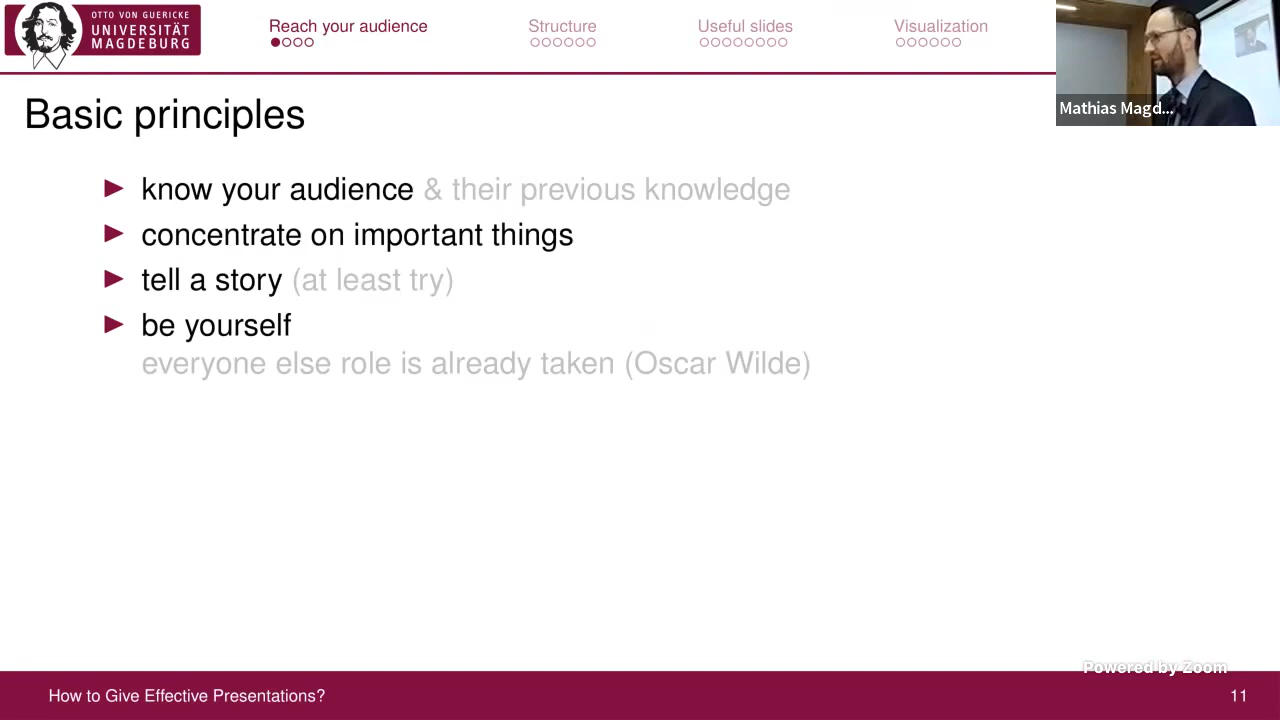 OTTO VON GUERICKE
UNIVERSITÄT
MAGDEBURG
Reach your audience
Structure
Useful slides
Visualization
Mathias Magd...
Basic principles
know your audience & their previous knowledge
concentrate on important things
tell a story (at least try)
be yourself
everyone else role is already taken (Oscar Wilde)
Powered by Zoom
How to Give Effective Presentations?
11